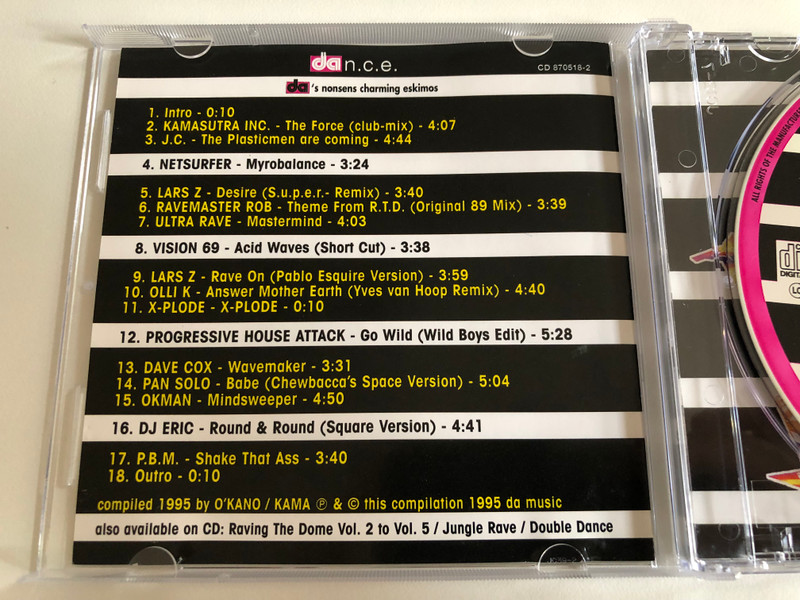 da n.c.e.
CD 870518-2
da 's nonsens charming eskimos
1. Intro - 0:10
2. KAMASUTRA INC. - The Force (club-mix) - 4:07
3. J.C. - The Plasticmen are coming - 4:44
4. NETSURFER - Myrobalance - 3:24
5. LARS Z - Desire (S.u.p.e.r.- Remix) - 3:40
6. RAVEMASTER ROB - Theme From R.T.D. (Original 89 Mix) - 3:39
7. ULTRA RAVE - Mastermind - 4:03
8. VISION 69 - Acid Waves (Short Cut) - 3:38
9. LARS Z - Rave On (Pablo Esquire Version) - 3:59
10. OLLI K - Answer Mother Earth (Yves van Hoop Remix) - 4:40
11. X-PLODE - X-PLODE - 0:10
12. PROGRESSIVE HOUSE ATTACK - Go Wild (Wild Boys Edit) - 5:28
13. DAVE COX - Wavemaker - 3:31
14. PAN SOLO - Babe (Chewbacca's Space Version) - 5:04
15. OKMAN - Mindsweeper - 4:50
16. DJ ERIC - Round & Round (Square Version) - 4:41
17. P.B.M. - Shake That Ass - 3:40
18. Outro - 0:10
compiled 1995 by O'KANO / KAMA ℗ & © this compilation 1995 da music
also available on CD: Raving The Dome Vol. 2 to Vol. 5 / Jungle Rave / Double Dance
ALL RIGHTS OF THE